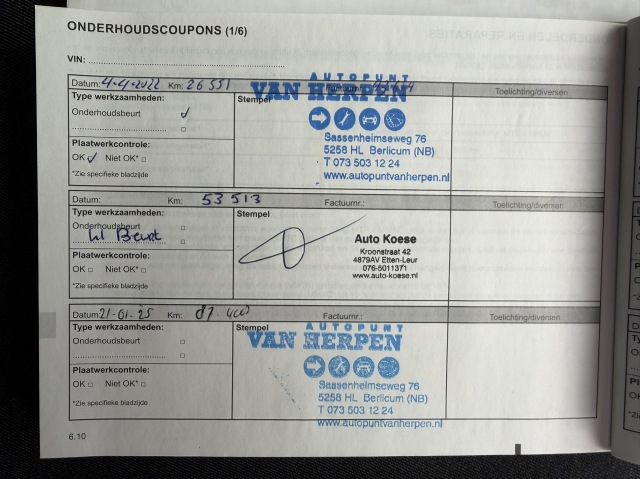 ONDERHOUDSCOUPONS (1/6)
VIN:
Datum: 4-4-2022 Km: 26 551 Factuurnr.:
Type werkzaamheden:
Onderhoudsbeurt
Plaatwerkcontrole:
OK Niet OK*
*Zie specifieke bladzijde
Stempel
AUTOPUNT
VAN HERPEN
Sassenheimseweg 76
5258 HL Berlicum (NB)
T 073 503 12 24
www.autopuntvanherpen.nl
Toelichting/diversen
Datum: Km: 53 513 Factuurnr.:
Type werkzaamheden:
Onderhoudsbeurt
Beurt
Plaatwerkcontrole:
OK Niet OK*
*Zie specifieke bladzijde
Stempel
Auto Koese
Kroonstraat 42
4879AV Etten-Leur
076-5011371
www.auto-koese.nl
Toelichting/diversen
Datum: 21-01-25 Km: 87 400 Factuurnr.:
Type werkzaamheden:
Onderhoudsbeurt
Plaatwerkcontrole:
OK Niet OK*
*Zie specifieke bladzijde
Stempel
AUTOPUNT
VAN HERPEN
Sassenheimseweg 76
5258 HL Berlicum (NB)
T 073 503 12 24
www.autopuntvanherpen.nl
Toelichting/diversen
6.10